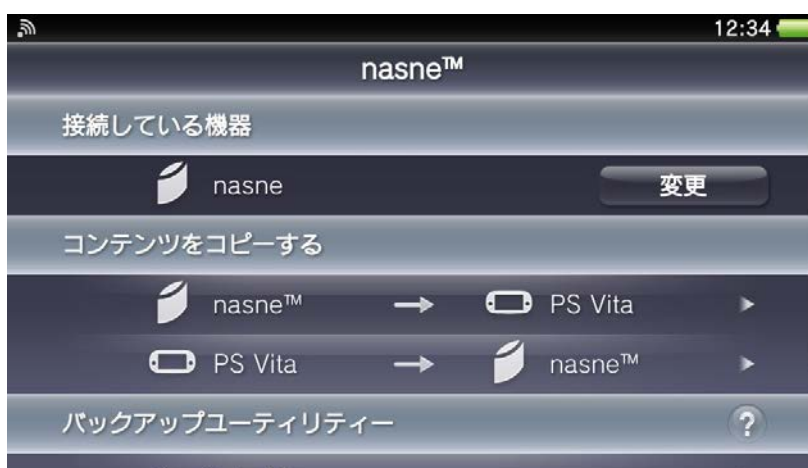 12:34
nasne™
接続している機器
nasne
変更
コンテンツをコピーする
nasne™ → PS Vita
PS Vita → nasne™
バックアップユーティリティー ?